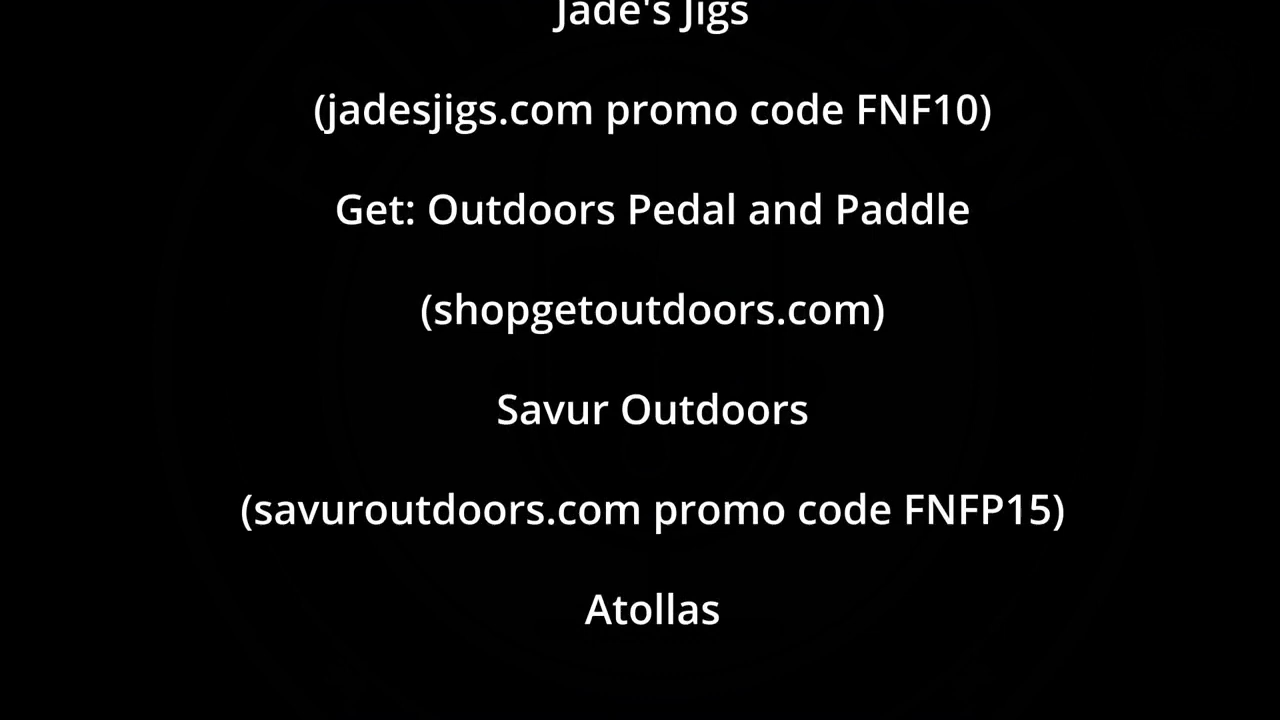 Jade's Jigs
(jadesjigs.com promo code FNF10)
Get: Outdoors Pedal and Paddle
(shopgetoutdoors.com)
Savur Outdoors
(savuroutdoors.com promo code FNFP15)
Atollas